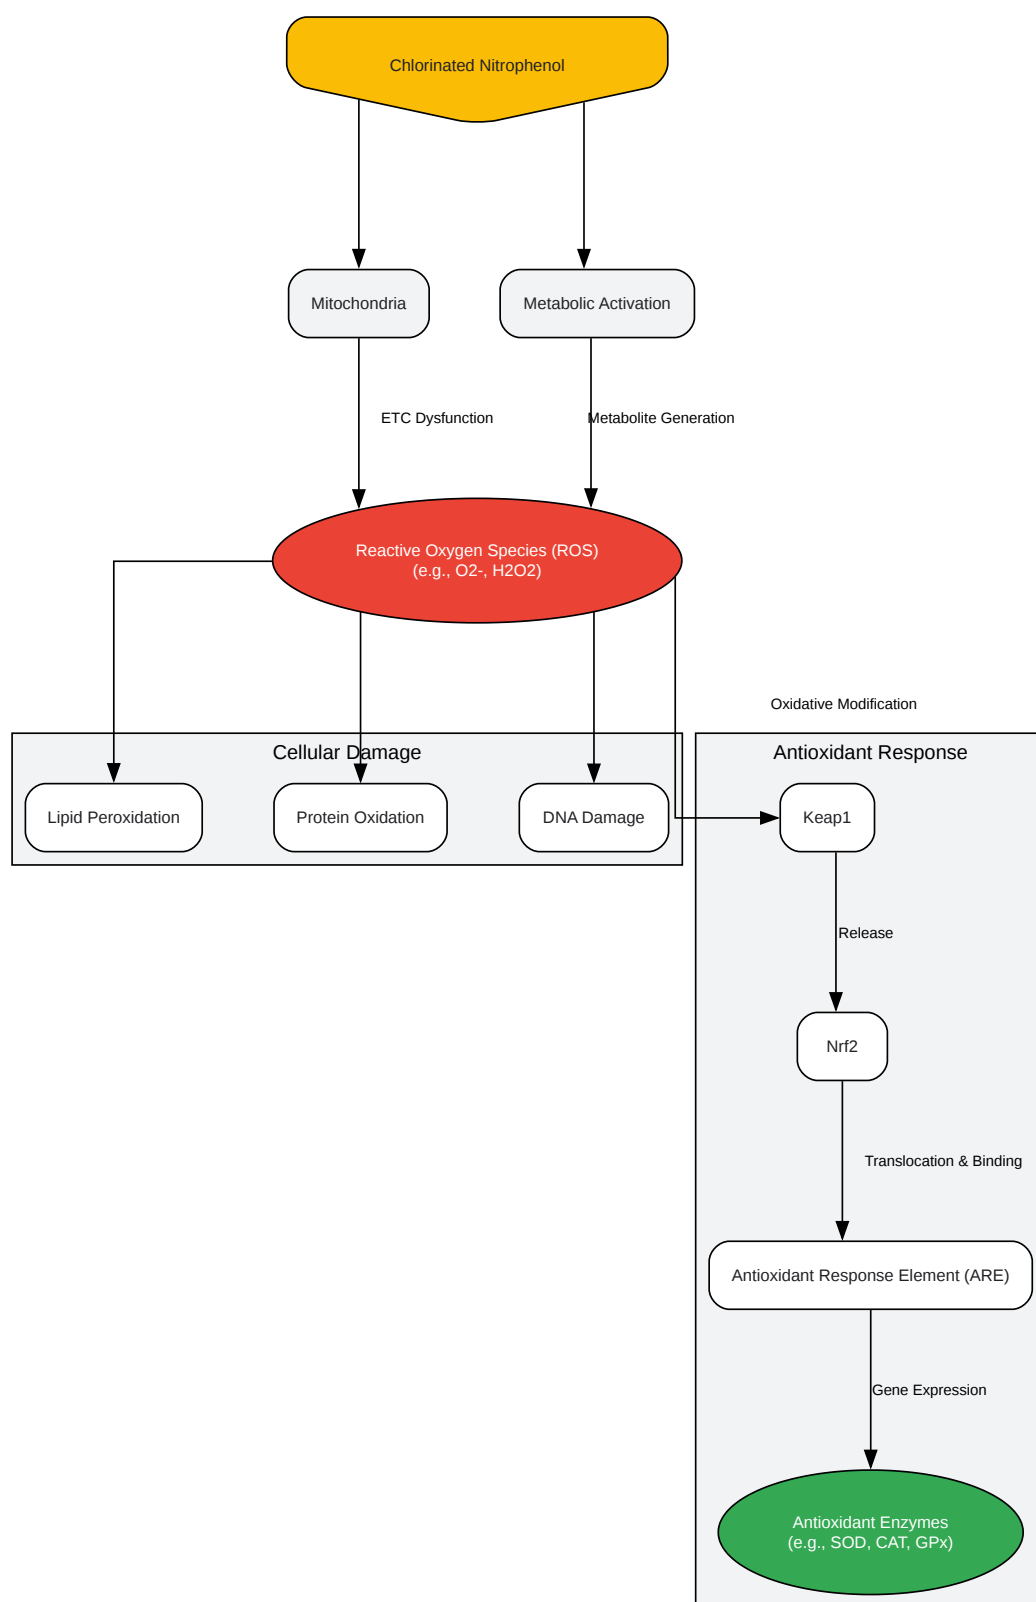 Chlorinated Nitrophenol
Mitochondria
Metabolic Activation
ETC Dysfunction
Metabolite Generation
Reactive Oxygen Species (ROS)
(e.g., O2-, H2O2)
Oxidative Modification
Cellular Damage
Antioxidant Response
Lipid Peroxidation
Protein Oxidation
DNA Damage
Keap1
Release
Nrf2
Translocation & Binding
Antioxidant Response Element (ARE)
Gene Expression
Antioxidant Enzymes
(e.g., SOD, CAT, GPx)